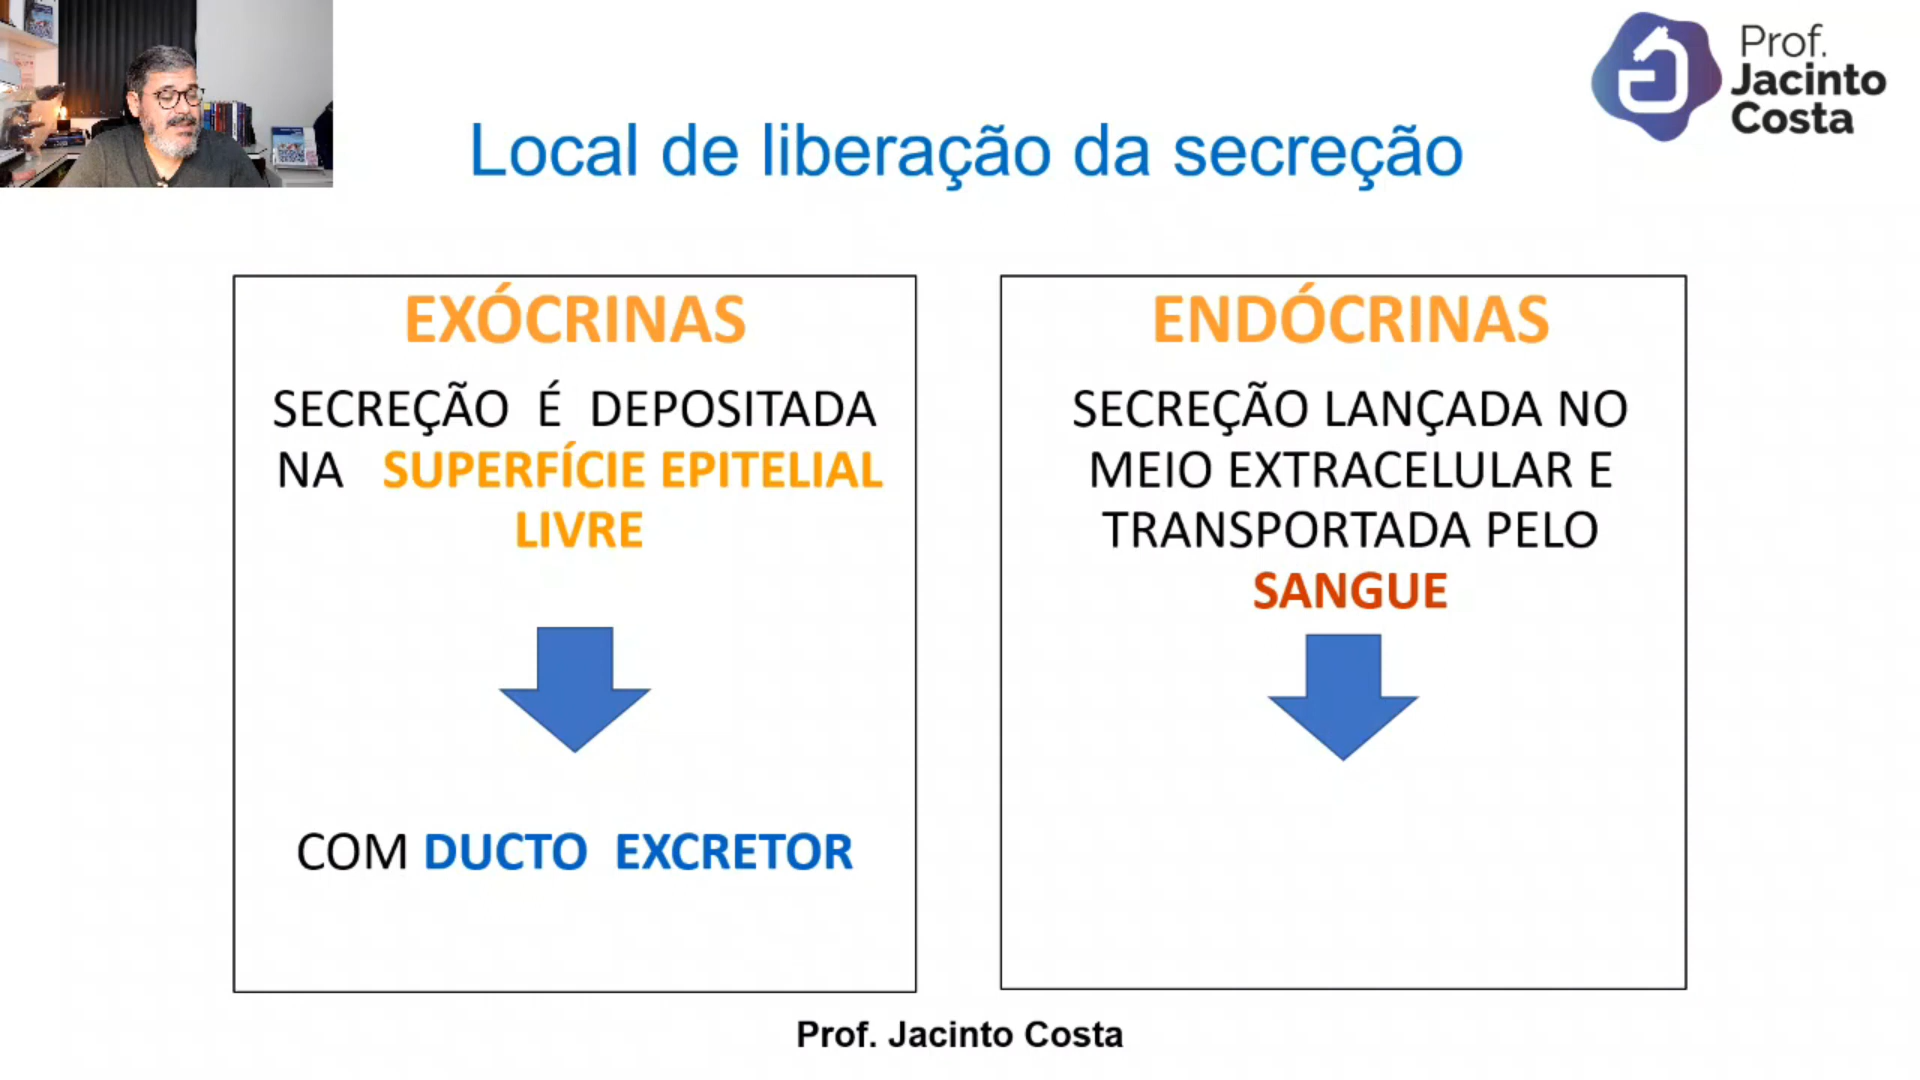 Prof.
Jacinto
Costa
Local de liberação da secreção
EXÓCRINAS
SECREÇÃO É DEPOSITADA
NA SUPERFÍCIE EPITELIAL
LIVRE
COM DUCTO EXCRETOR
ENDÓCRINAS
SECREÇÃO LANÇADA NO
MEIO EXTRACELULAR E
TRANSPORTADA PELO
SANGUE
Prof. Jacinto Costa